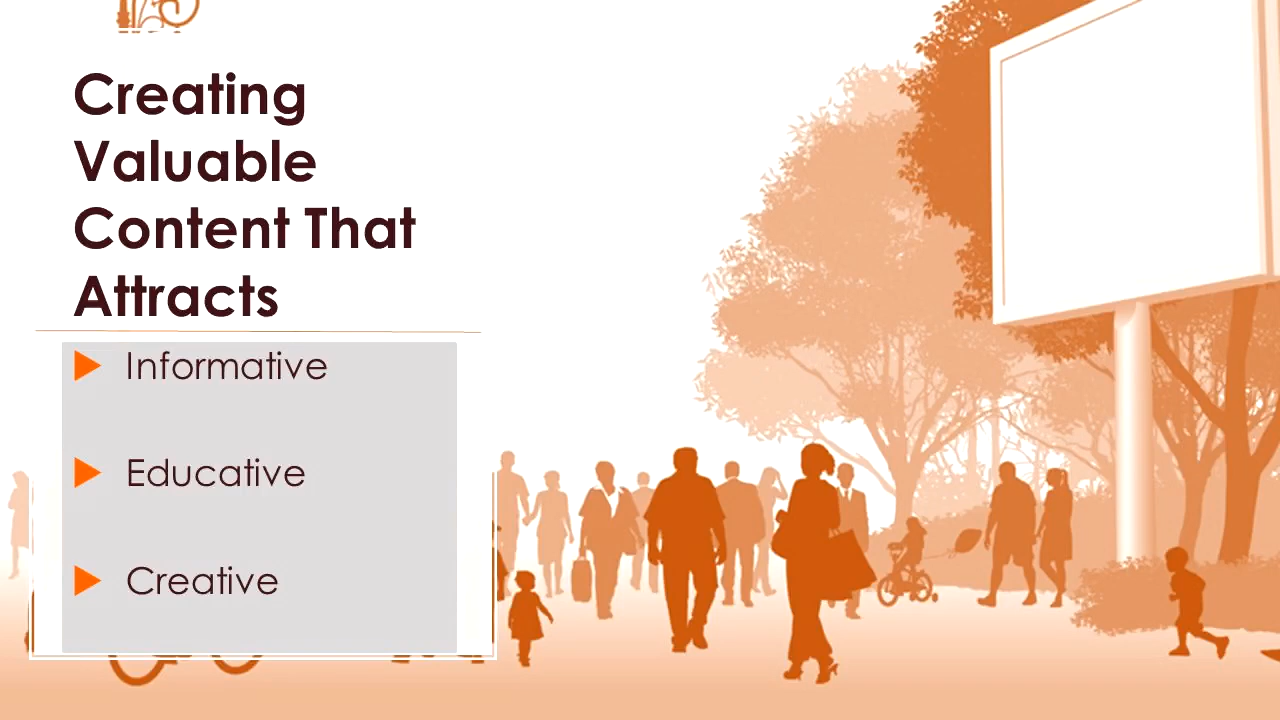 Creating
Valuable
Content That
Attracts
Informative
Educative
Creative